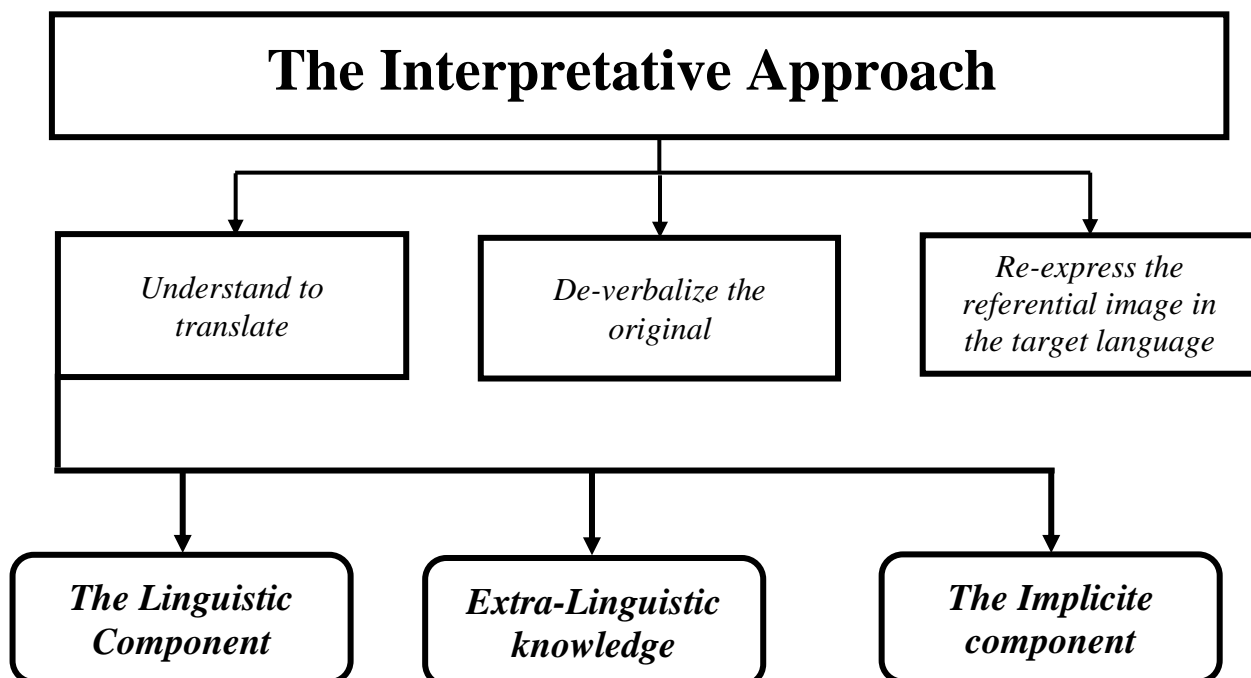 The Interpretative Approach
Understand to
translate
De-verbalize the
original
Re-express the
referential image in
the target language
The Linguistic
Component
Extra-Linguistic
knowledge
The Implicite
component